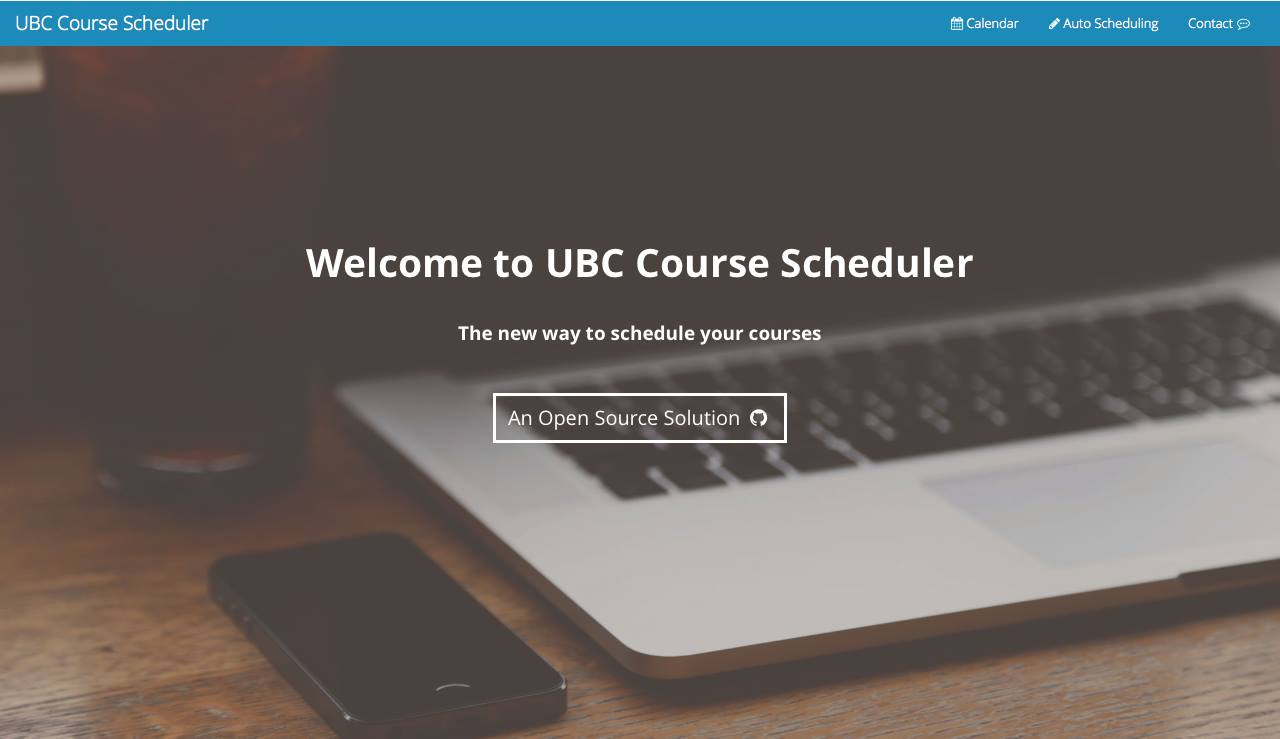 UBC Course Scheduler
Calendar
Auto Scheduling
Contact
Welcome to UBC Course Scheduler
The new way to schedule your courses
An Open Source Solution